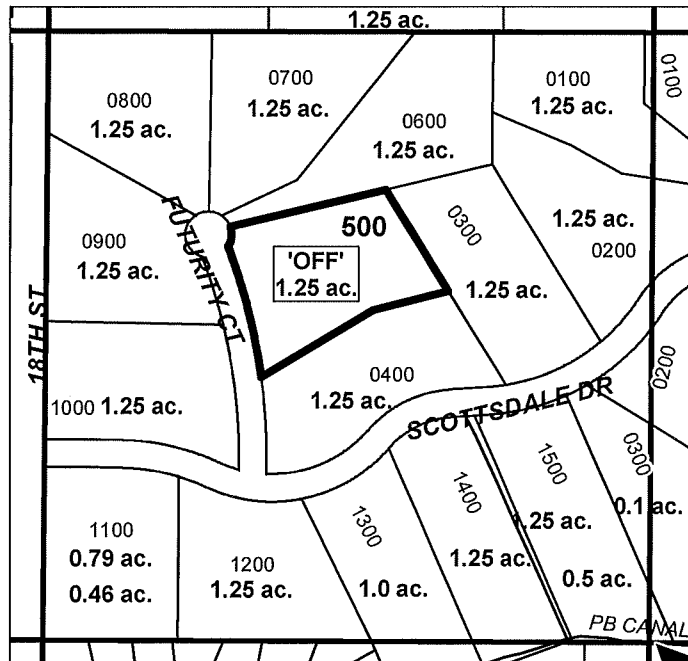 1.25 ac.
0100
0700
1.25 ac.
0800
1.25 ac.
0100
1.25 ac.
0600
1.25 ac.
FUTURITY CT
500
0300
1.25 ac.
0200
0900
1.25 ac.
'OFF'
1.25 ac.
1.25 ac.
18TH ST
0400
1.25 ac.
0200
1000 1.25 ac.
SCOTTSDALE DR
0300
0.1 ac.
1500
1.25 ac.
0.5 ac.
1400
1.25 ac.
1300
1.0 ac.
1100
0.79 ac.
0.46 ac.
1200
1.25 ac.
PB CANAL